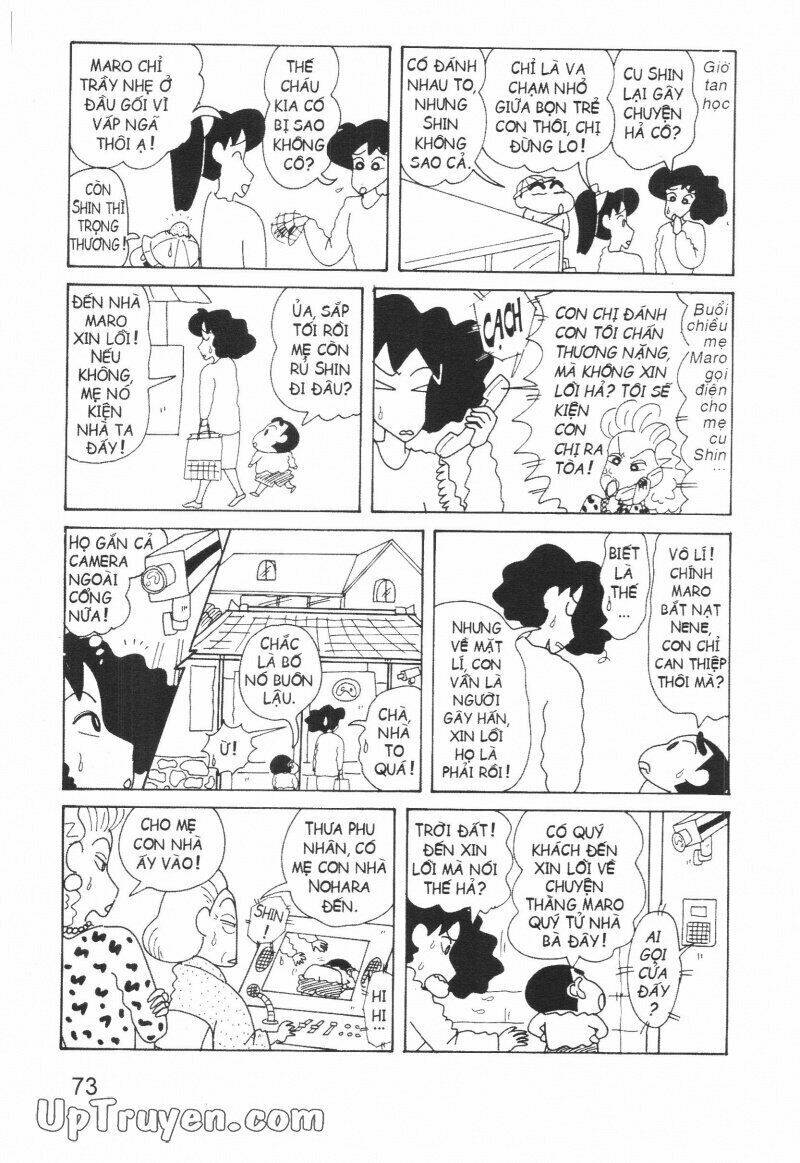 Giờ
tan
học
CU SHIN
LẠI GÂY
CHUYỆN
HẢ CÔ?
CHỈ LÀ VA
CHẠM NHỎ
GIỮA BỌN TRẺ
CON THÔI, CHỊ
ĐỪNG LO!
CÓ ĐÁNH
NHAU TO,
NHƯNG
SHIN
KHÔNG
SAO CẢ.
THẾ
CHÁU
KIA CÓ
BỊ SAO
KHÔNG
CÔ?
MARO CHỈ
TRẦY NHẸ Ở
ĐẦU GỐI VÌ
VẤP NGÃ
THÔI Ạ!
CÒN
SHIN THÌ
TRỌNG
THƯƠNG!
Buổi
chiều
mẹ
Maro
gọi
điện
cho
mẹ
cu
Shin
...
CON CHỊ ĐÁNH
CON TÔI CHẤN
THƯƠNG NẶNG,
MÀ KHÔNG XIN
LỖI HẢ? TÔI SẼ
KIỆN
CON
CHỊ RA
TÒA!
CẠCH
ỦA, SẮP
TỐI RỒI
MẸ CÒN
RỦ SHIN
ĐI ĐÂU?
ĐẾN NHÀ
MARO
XIN LỖI!
NẾU
KHÔNG,
MẸ NÓ
KIỆN
NHÀ TA
ĐẤY!
VÔ LÍ!
CHÍNH
MARO
BẮT NẠT
NENE,
CON CHỈ
CAN THIỆP
THÔI MÀ?
BIẾT
LÀ
THẾ
...
NHƯNG
VỀ MẶT
LÍ, CON
VẪN LÀ
NGƯỜI
GÂY HẤN,
XIN LỖI
HỌ LÀ
PHẢI RỒI!
CHÀ,
NHÀ
TO
QUÁ!
CHẮC
LÀ BỐ
NÓ BUÔN
LẬU.
Ừ!
HỌ GẮN CẢ
CAMERA
NGOÀI
CỔNG
NỮA!
AI
GỌI
CỬA
ĐẤY
?
CÓ QUÝ
KHÁCH ĐẾN
XIN LỖI VỀ
CHUYỆN
THẰNG MARO
QUÝ TỬ NHÀ
BÀ ĐÂY!
TRỜI ĐẤT!
ĐẾN XIN
LỖI MÀ NÓI
THẾ HẢ?
THƯA PHU
NHÂN, CÓ
MẸ CON NHÀ
NOHARA
ĐẾN.
SHIN
!
HI
HI
...
CHO MẸ
CON NHÀ
ẤY VÀO!
73
UpTruyen.com